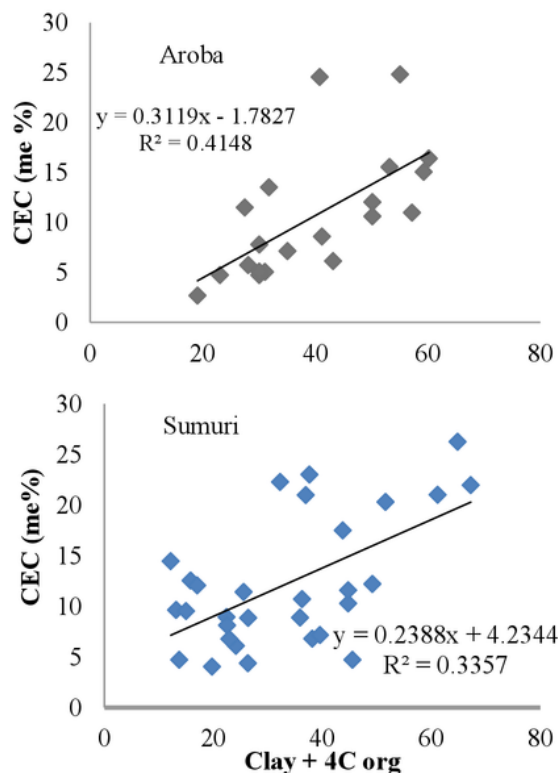 30
Aroba
25
20
y = 0.3119x - 1.7827
R² = 0.4148
15
10
5
0
CEC (me %)
0 20 40 60 80
30
Sumuri
25
20
15
10
y = 0.2388x + 4.2344
5
R² = 0.3357
0
CEC (me%)
0 20 40 60 80
Clay + 4C org